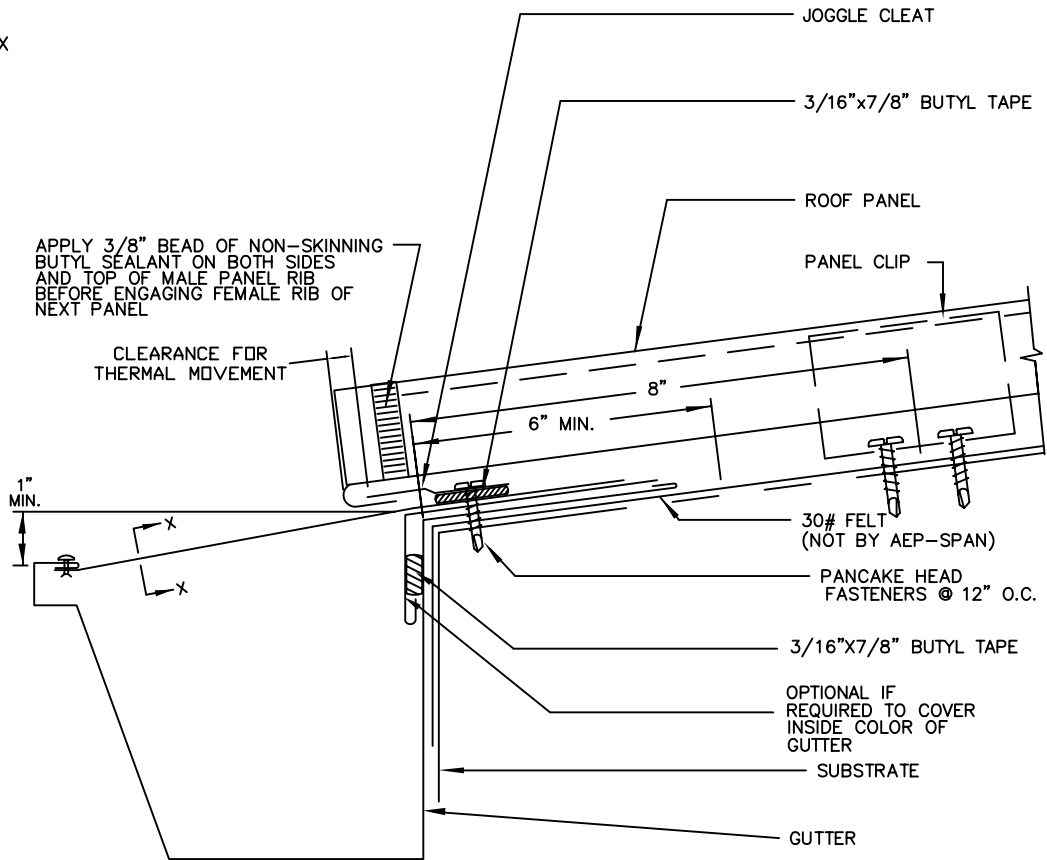 JOGGLE CLEAT
X
3/16"x7/8" BUTYL TAPE
ROOF PANEL
APPLY 3/8" BEAD OF NON-SKINNING
BUTYL SEALANT ON BOTH SIDES
AND TOP OF MALE PANEL RIB
BEFORE ENGAGING FEMALE RIB OF
NEXT PANEL
PANEL CLIP
CLEARANCE FOR
THERMAL MOVEMENT
8"
6" MIN.
1"
MIN.
X
X
30# FELT
(NOT BY AEP-SPAN)
PANCAKE HEAD
FASTENERS @ 12" O.C.
3/16"X7/8" BUTYL TAPE
OPTIONAL IF
REQUIRED TO COVER
INSIDE COLOR OF
GUTTER
SUBSTRATE
GUTTER